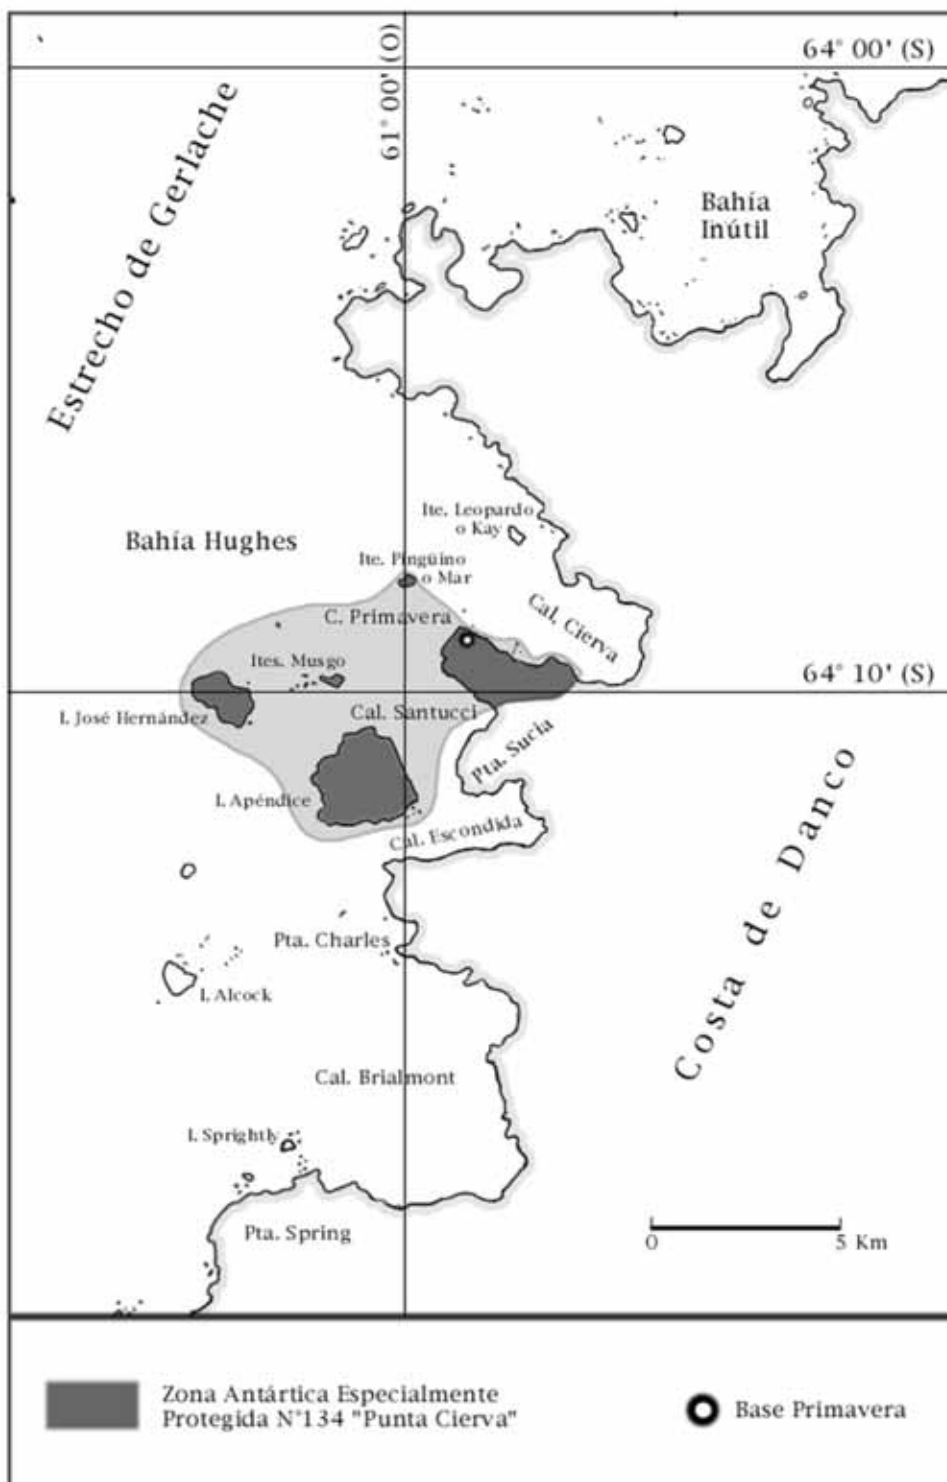 64° 00' (S)
61° 00' (O)
Estrecho de Gerlache
Bahía
Inútil
Ite. Leopardo
o Kay
Bahía Hughes
Ite. Pingüino
o Mar
Cal. Cierva
C. Primavera
Ites. Musgo
64° 10' (S)
I. José Hernández
Cal. Santucci
Pta. Sucia
I. Apéndice
Cal. Escondida
Costa de Danco
Pta. Charles
I. Alcock
Cal. Brialmont
I. Sprightly
Pta. Spring
0 5 Km
Zona Antártica Especialmente
Protegida N°134 "Punta Cierva"
Base Primavera